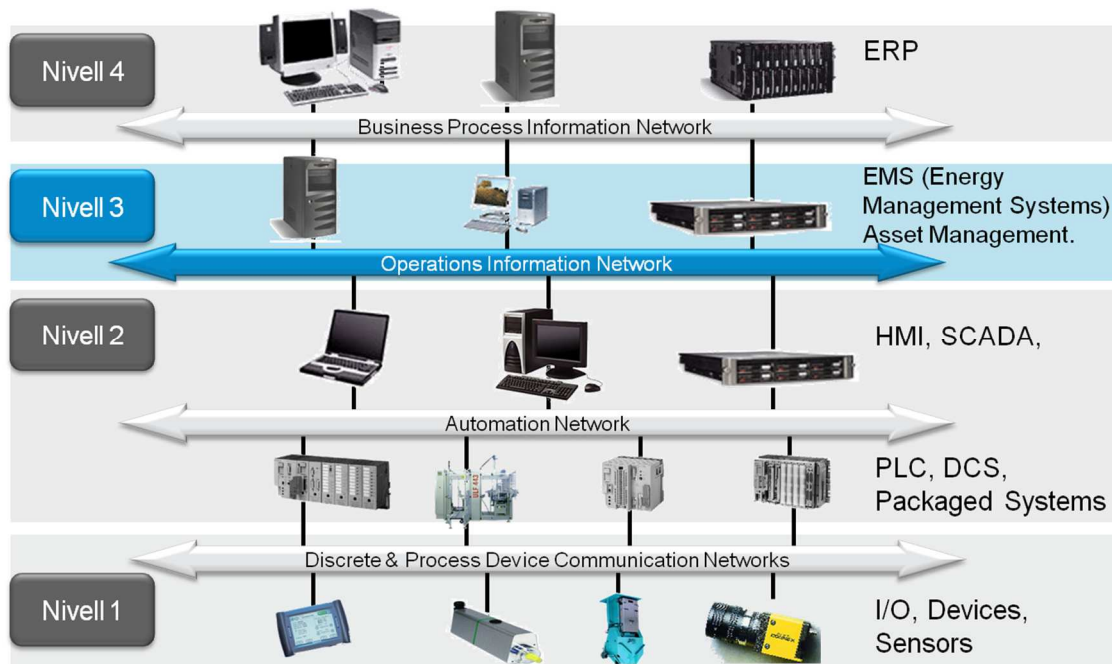 Nivell 4
ERP
Business Process Information Network
Nivell 3
EMS (Energy
Management Systems)
Asset Management.
Operations Information Network
Nivell 2
HMI, SCADA,
Automation Network
PLC, DCS,
Packaged Systems
Discrete & Process Device Communication Networks
Nivell 1
I/O, Devices,
Sensors